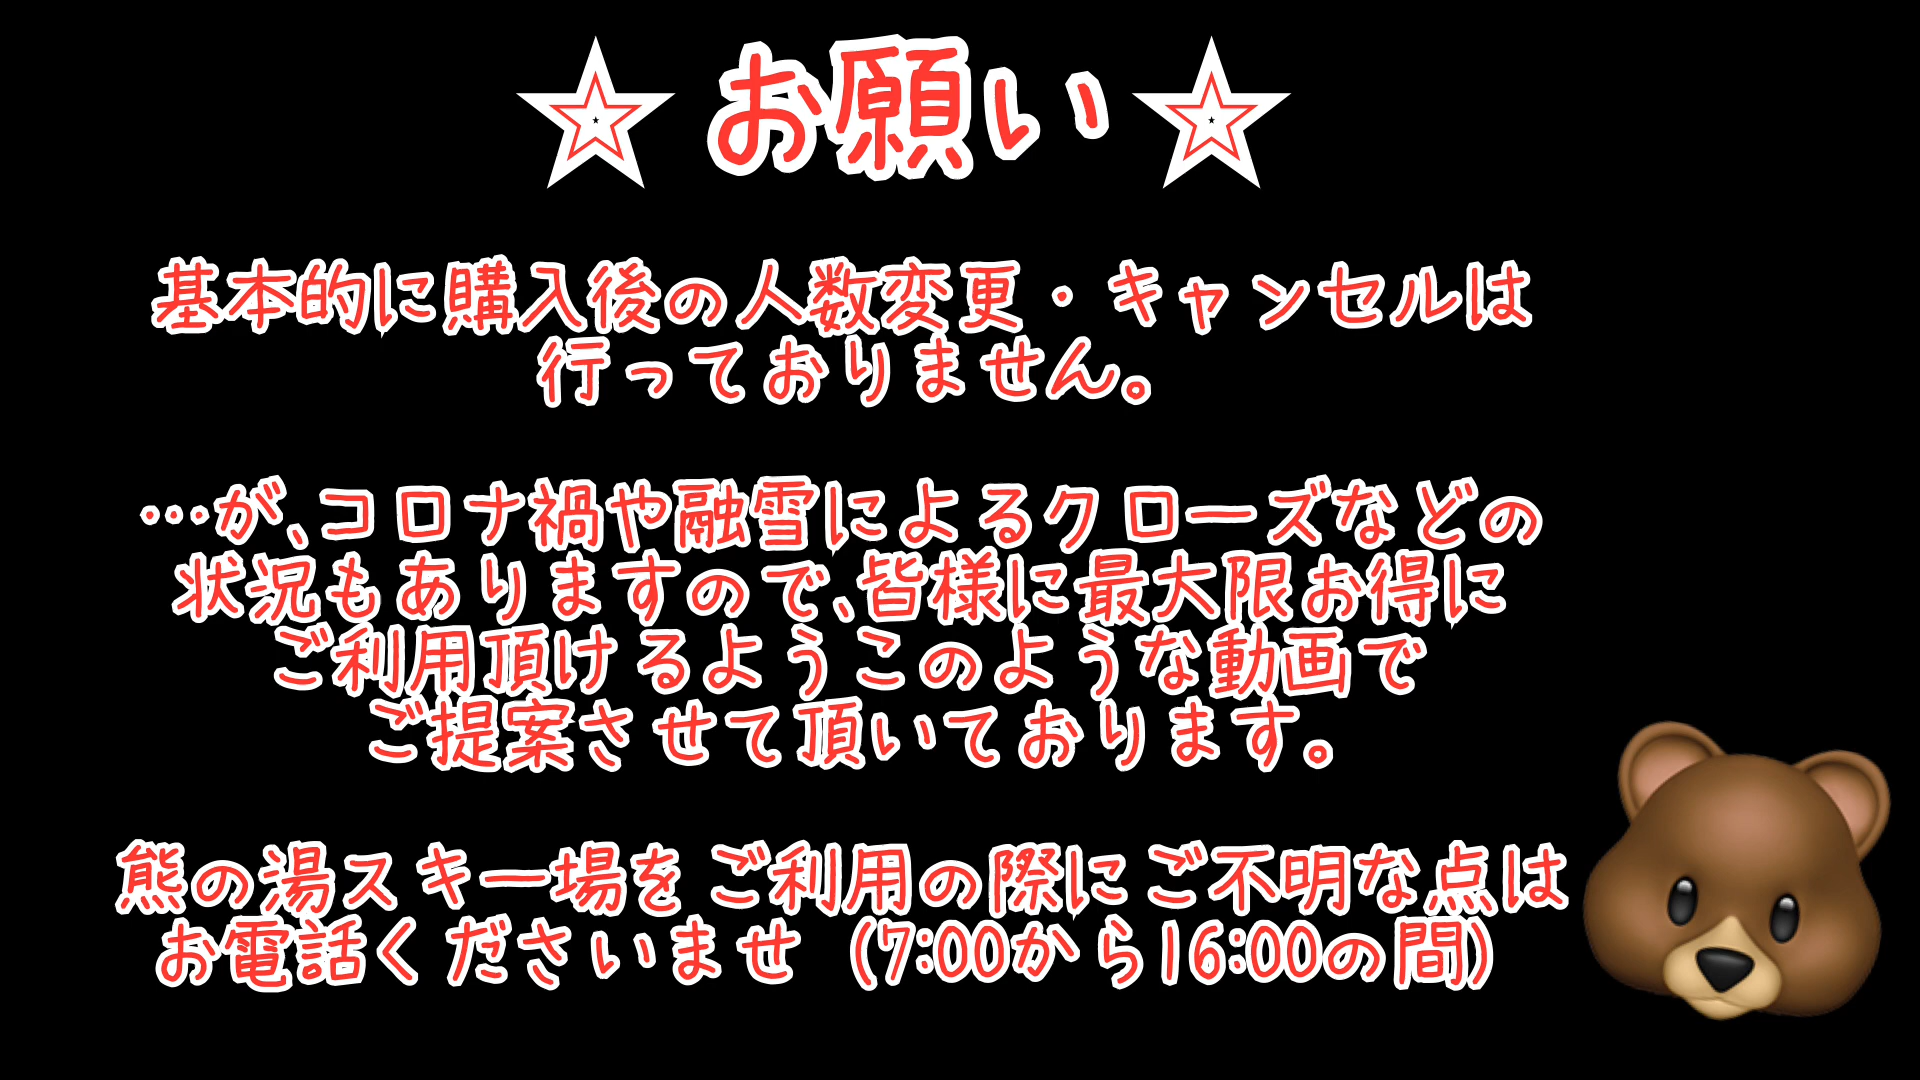 ☆お願い☆
基本的に購入後の人数変更・キャンセルは
行っておりません。
…が、コロナ禍や融雪によるクローズなどの
状況もありますので、皆様に最大限お得に
ご利用頂けるようこのような動画で
ご提案させて頂いております。
熊の湯スキー場をご利用の際にご不明な点は
お電話くださいませ (7:00から16:00の間)